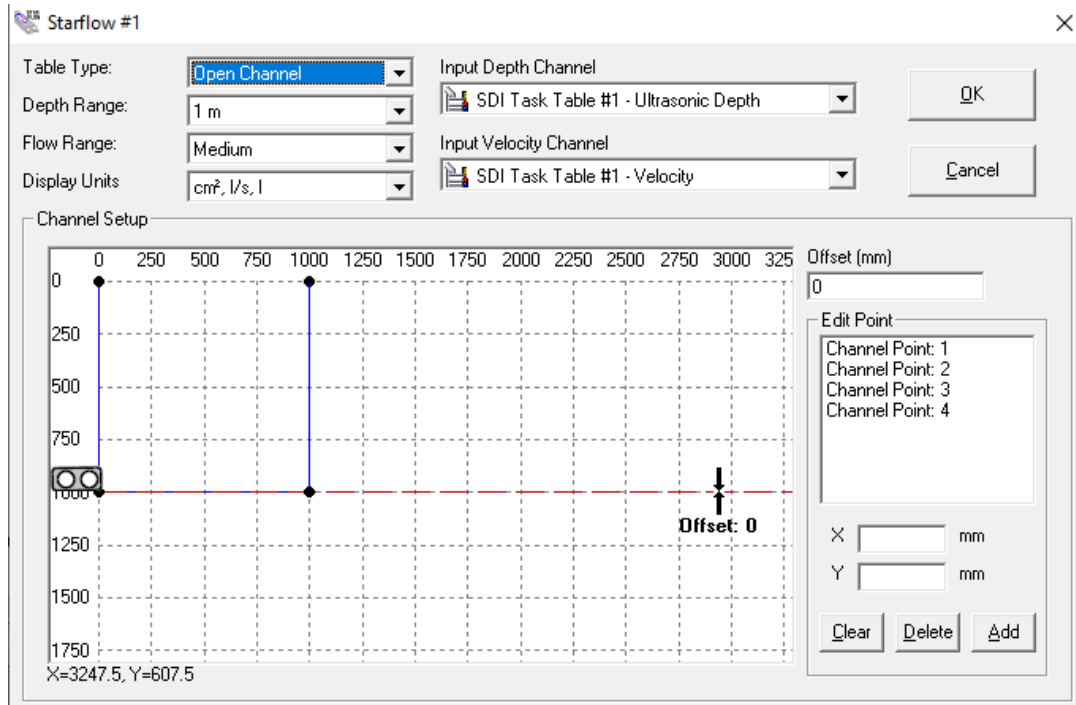 Starflow #1
Table Type:
Open Channel
Input Depth Channel
SDI Task Table #1 - Ultrasonic Depth
OK
Depth Range:
1 m
Flow Range:
Medium
Input Velocity Channel
SDI Task Table #1 - Velocity
Cancel
Display Units
cm², l/s, l
Channel Setup
0 250 500 750 1000 1250 1500 1750 2000 2250 2500 2750 3000 325
0
250
500
750
1000
1250
1500
1750
Offset: 0
X=3247.5, Y=607.5
Offset (mm)
0
Edit Point
Channel Point: 1
Channel Point: 2
Channel Point: 3
Channel Point: 4
X mm
Y mm
Clear Delete Add